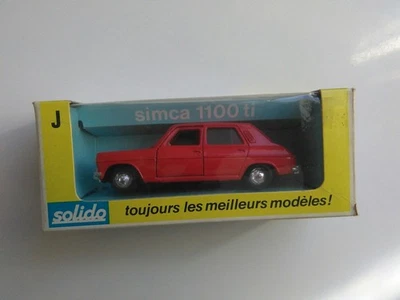 J
simca 1100 ti
solido
toujours les meilleurs modèles!